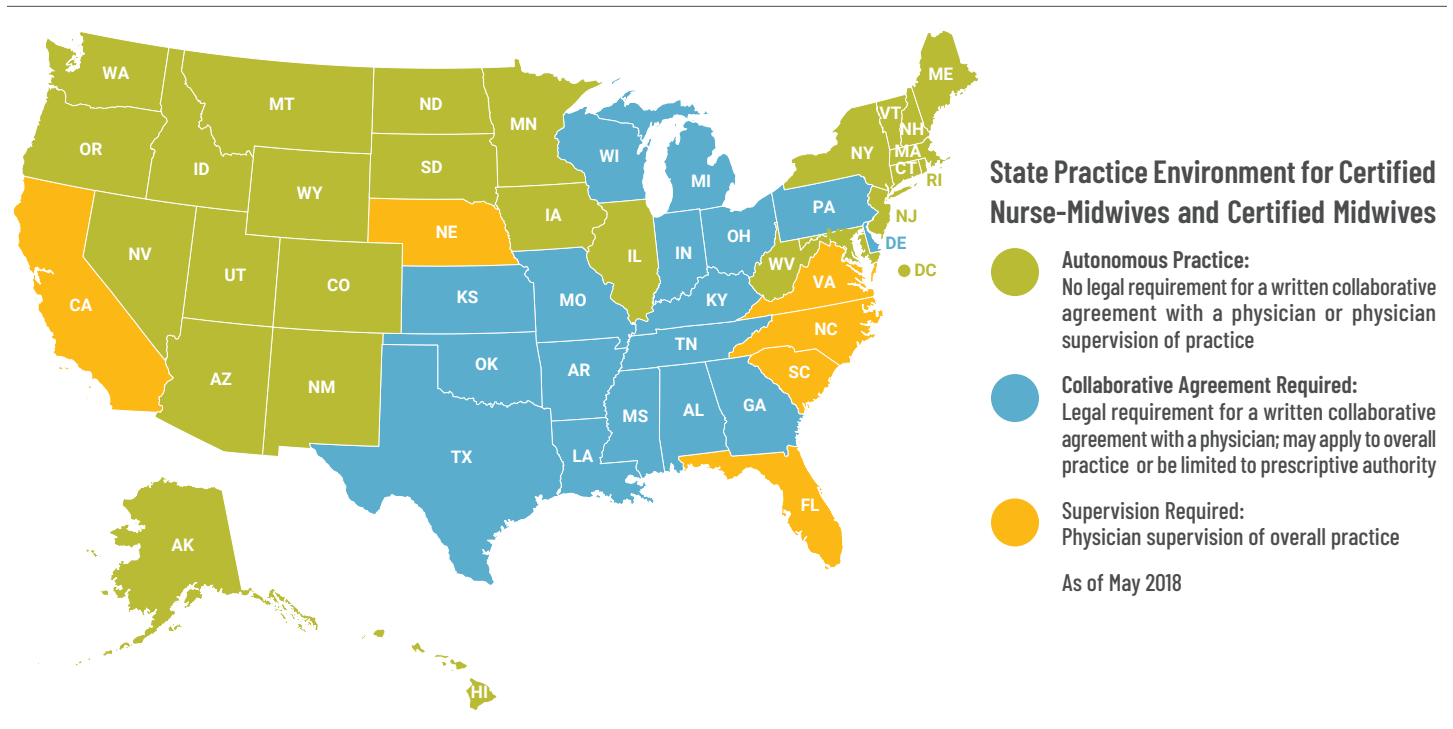 WA
MT
ND
MN
ME
VT
NH
OR
ID
SD
WI
NY
MA
CT
RI
WY
MI
IA
PA
NJ
NE
NV
UT
CO
IL
IN
OH
DE
WV
DC
CA
KS
MO
KY
VA
AZ
NM
OK
AR
TN
NC
SC
TX
LA
MS
AL
GA
FL
AK
HI
State Practice Environment for Certified
Nurse-Midwives and Certified Midwives
Autonomous Practice:
No legal requirement for a written collaborative
agreement with a physician or physician
supervision of practice
Collaborative Agreement Required:
Legal requirement for a written collaborative
agreement with a physician; may apply to overall
practice or be limited to prescriptive authority
Supervision Required:
Physician supervision of overall practice
As of May 2018